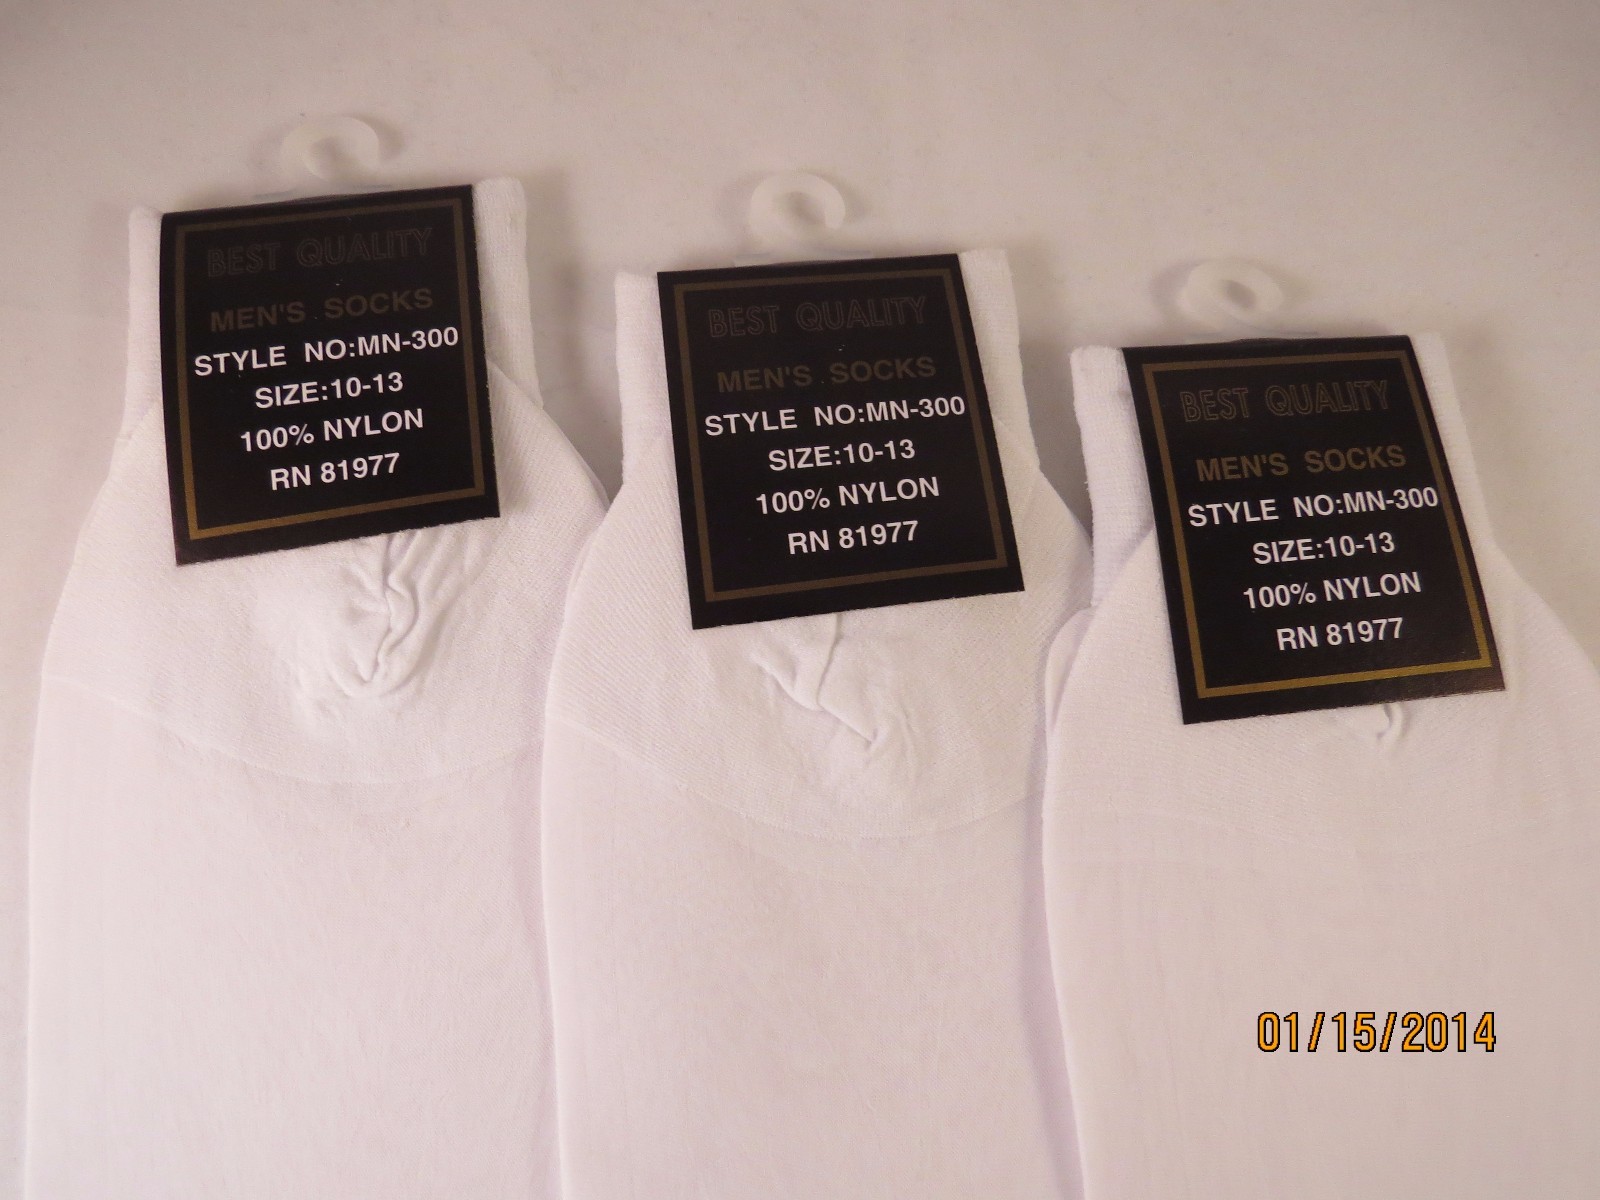 BEST QUALITY
MEN'S SOCKS
STYLE NO:MN-300
SIZE:10-13
100% NYLON
RN 81977
BEST QUALITY
MEN'S SOCKS
STYLE NO:MN-300
SIZE:10-13
100% NYLON
RN 81977
BEST QUALITY
MEN'S SOCKS
STYLE NO:MN-300
SIZE:10-13
100% NYLON
RN 81977
01/15/2014